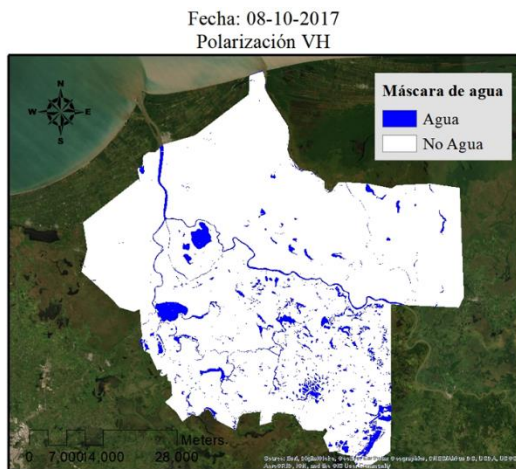 Fecha: 08-10-2017
Polarización VH
N
W E
S
Máscara de agua
Agua
No Agua
Meters
0 7,000 14,000 28,000